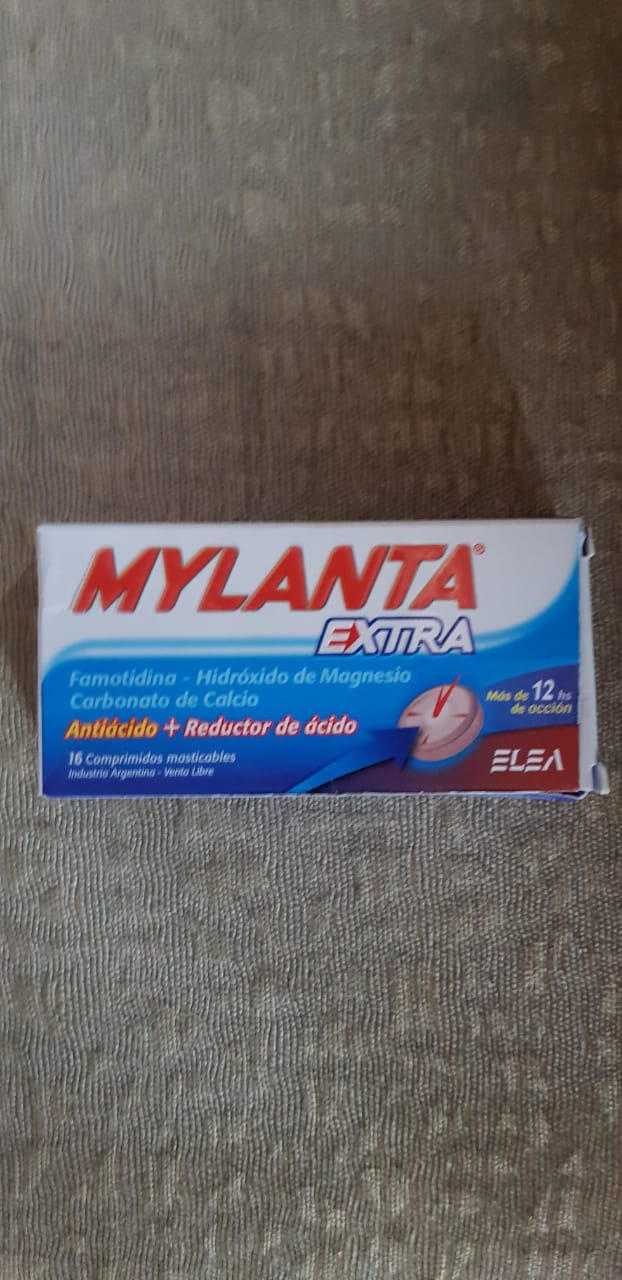 MYLANTA®
EXTRA
Famotidina - Hidróxido de Magnesio
Carbonato de Calcio
Antiácido + Reductor de ácido
16 Comprimidos masticables
Industria Argentina - Venta Libre
Más de 12 hs
de acción
ELEA